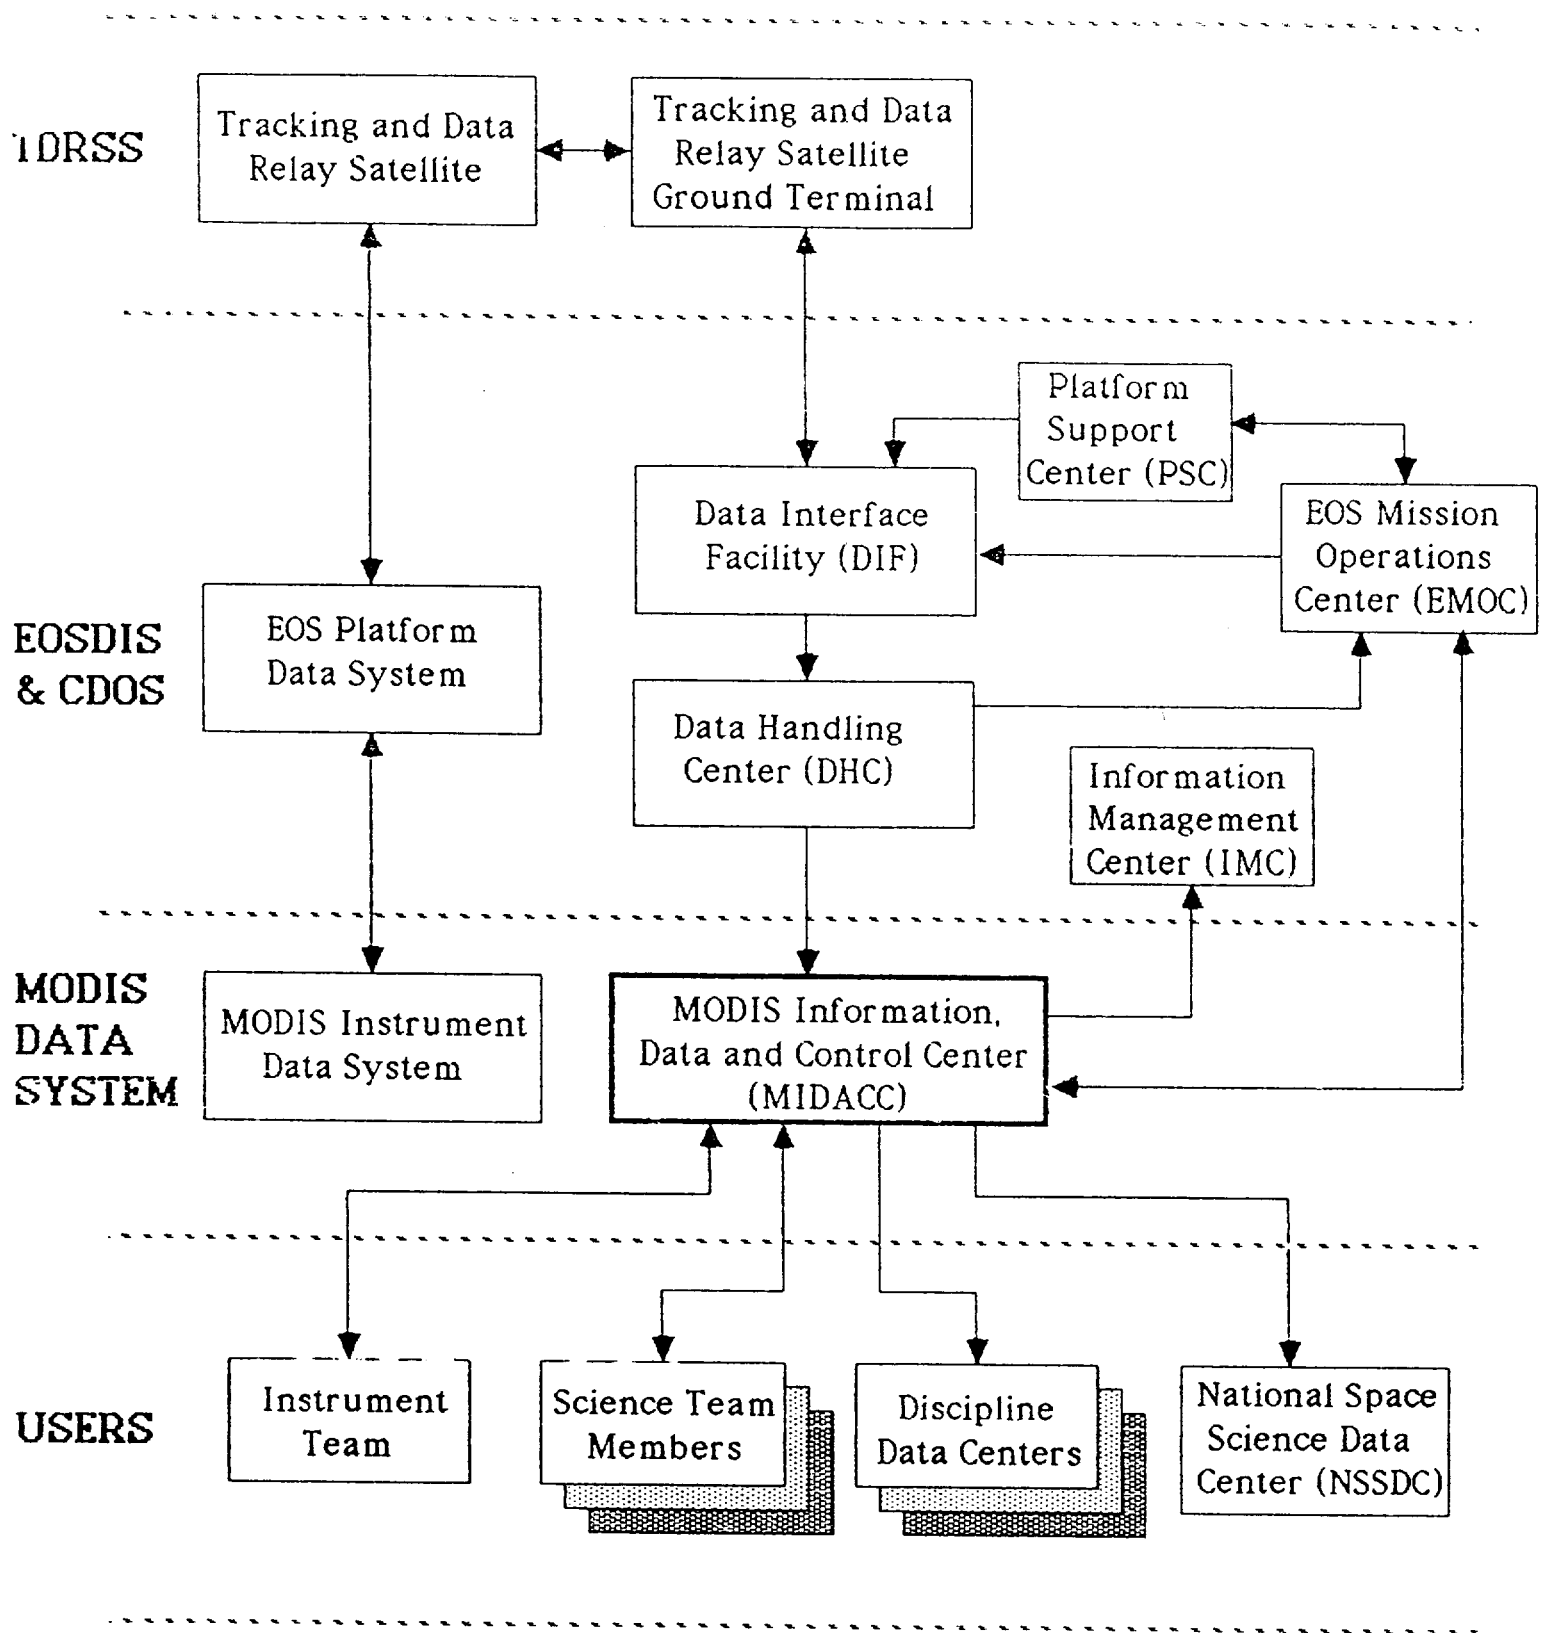 TDRSS
Tracking and Data
Relay Satellite
Tracking and Data
Relay Satellite
Ground Terminal
EOSDIS
& CDOS
Platform
Support
Center (PSC)
Data Interface
Facility (DIF)
EOS Mission
Operations
Center (EMOC)
EOS Platform
Data System
Data Handling
Center (DHC)
Information
Management
Center (IMC)
MODIS
DATA
SYSTEM
MODIS Instrument
Data System
MODIS Information,
Data and Control Center
(MIDACC)
USERS
Instrument
Team
Science Team
Members
Discipline
Data Centers
National Space
Science Data
Center (NSSDC)